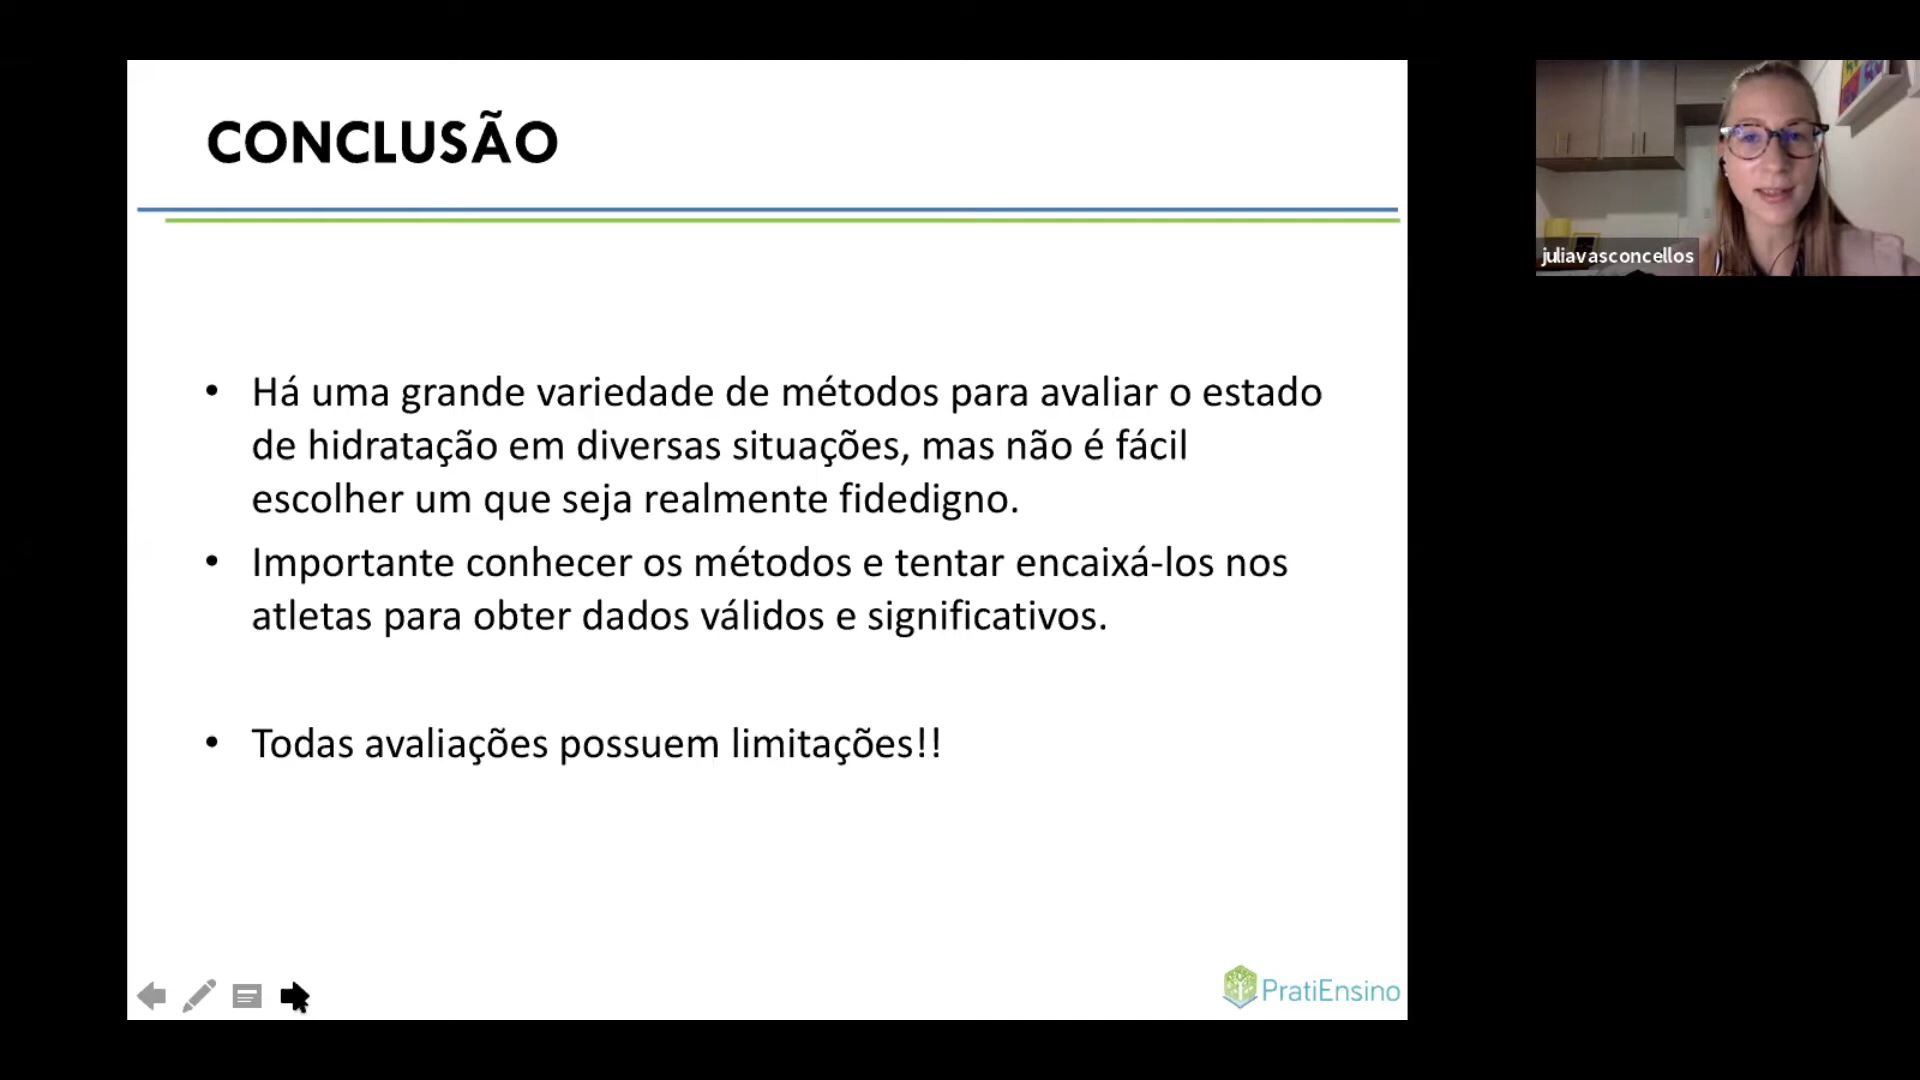 CONCLUSÃO
juliavasconcellos
• Há uma grande variedade de métodos para avaliar o estado
de hidratação em diversas situações, mas não é fácil
escolher um que seja realmente fidedigno.
• Importante conhecer os métodos e tentar encaixá-los nos
atletas para obter dados válidos e significativos.
• Todas avaliações possuem limitações!!
PratiEnsino